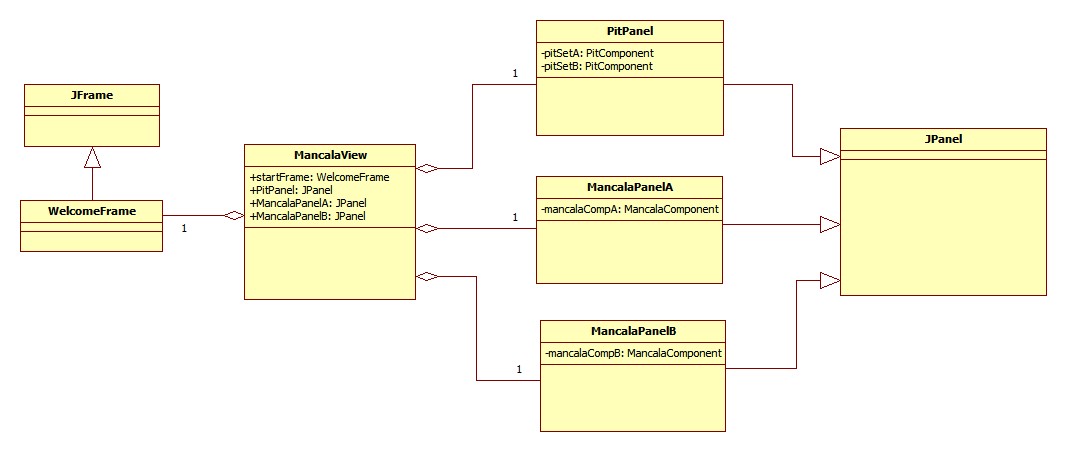 JFrame
WelcomeFrame
1
MancalaView
+startFrame: WelcomeFrame
+PitPanel: JPanel
+MancalaPanelA: JPanel
+MancalaPanelB: JPanel
1
PitPanel
-pitSetA: PitComponent
-pitSetB: PitComponent
1
MancalaPanelA
-mancalaCompA: MancalaComponent
1
MancalaPanelB
-mancalaCompB: MancalaComponent
JPanel